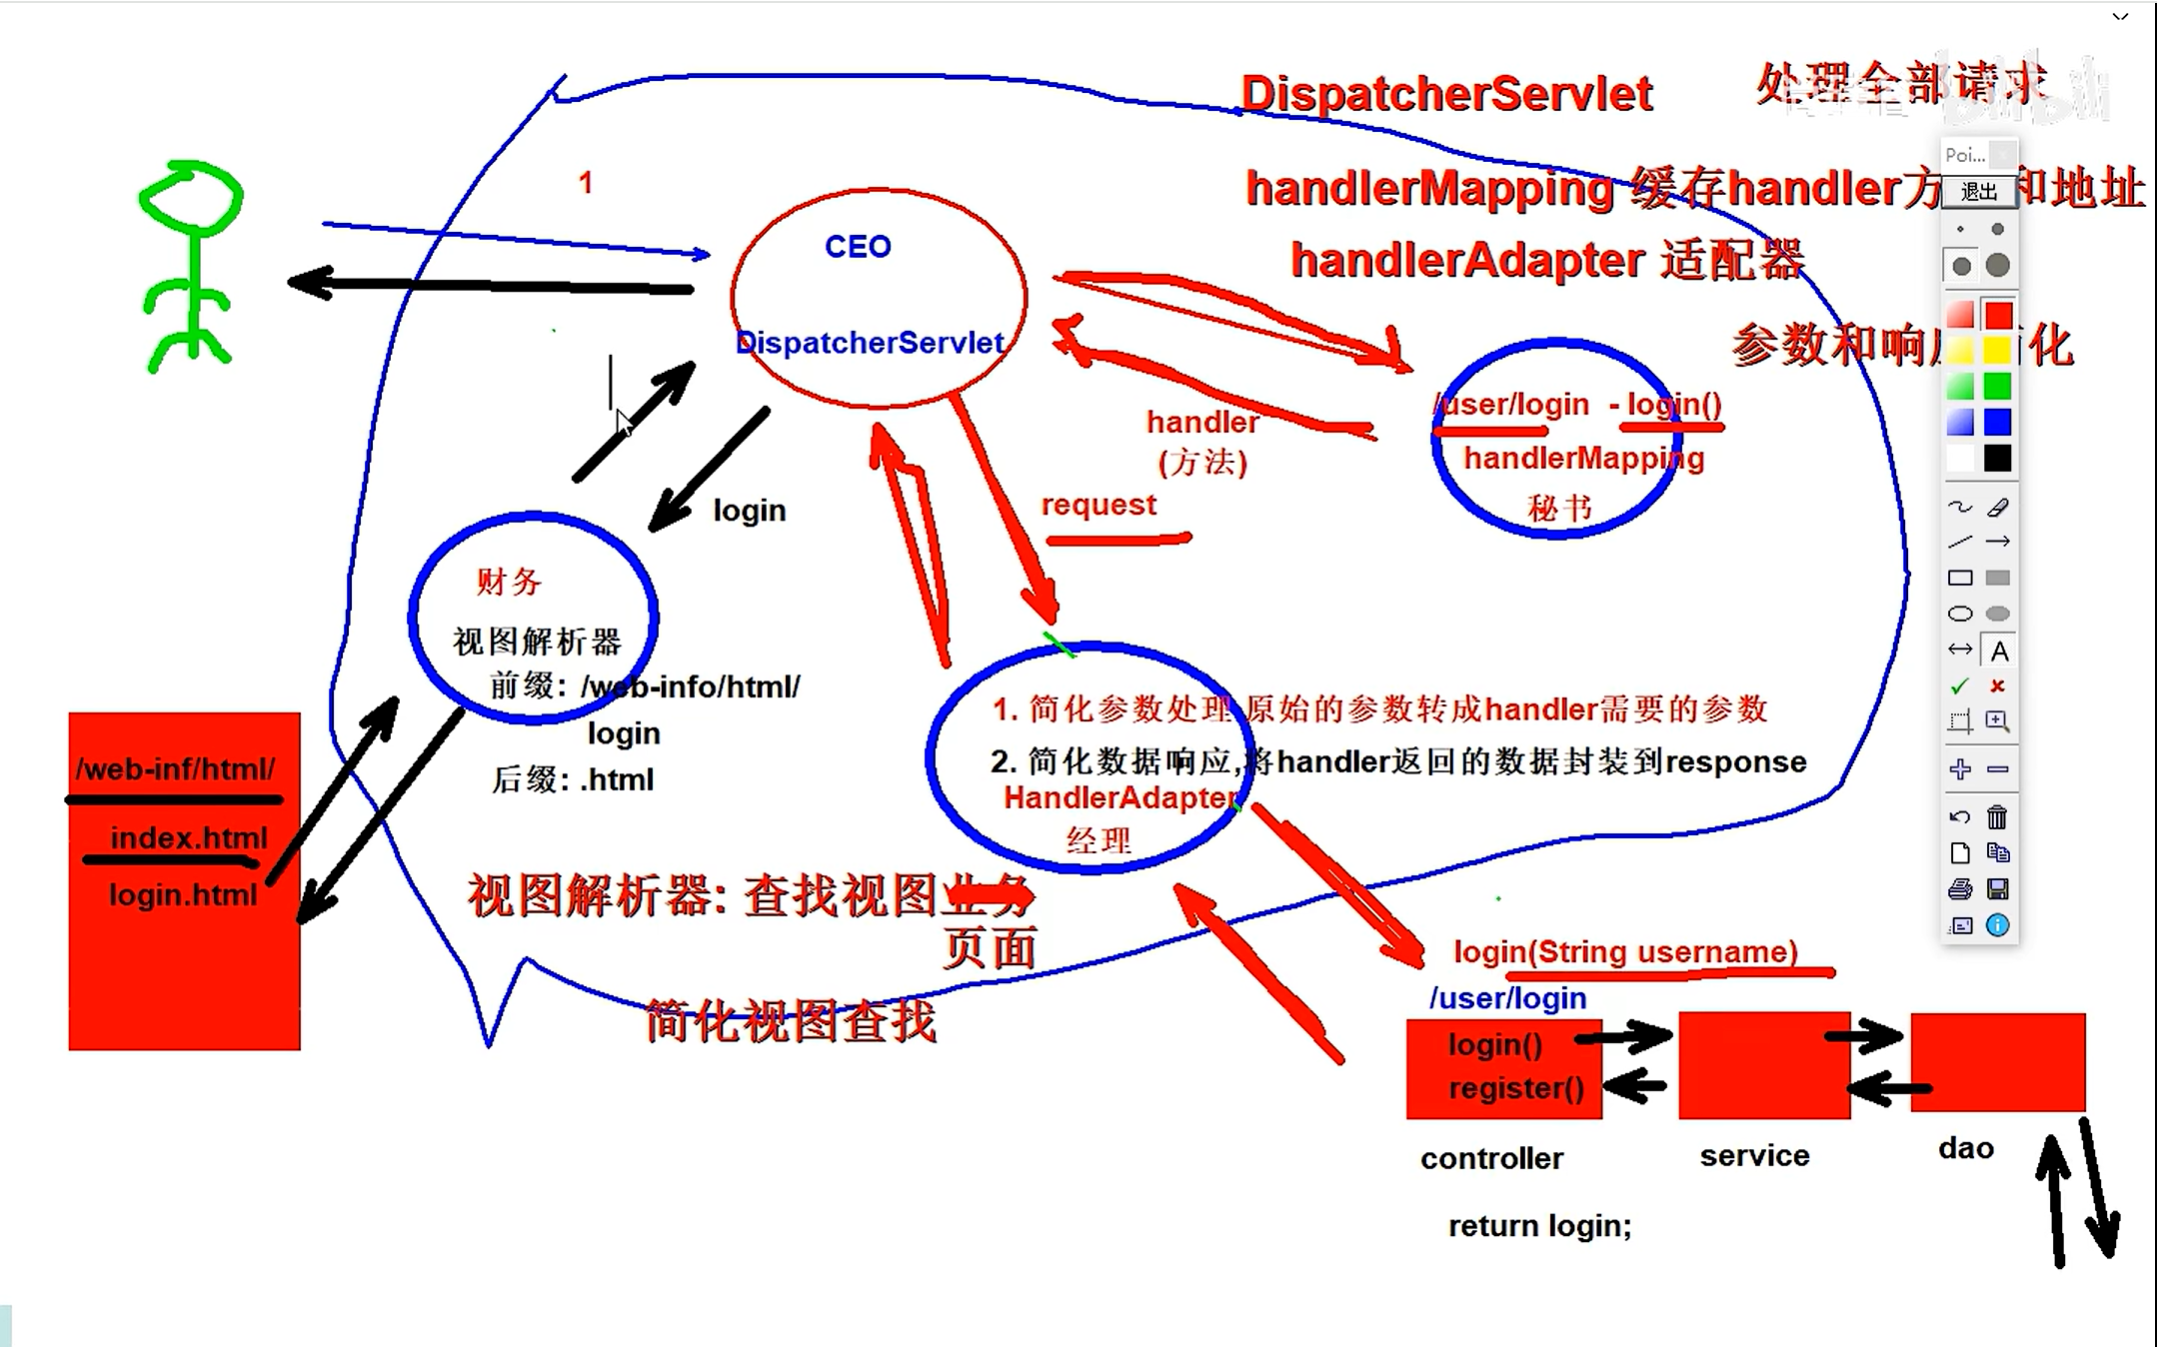 DispatcherServlet 处理全部请求
Poi...
handlerMapping 缓存handler方 和地址
退出
1
CEO
handlerAdapter 适配器
DispatcherServlet
参数和响 化
/user/login - login()
handler
(方法)
handlerMapping
request
login
秘书
财务
视图解析器
前缀: /web-info/html/
login
后缀: .html
1. 简化参数处理,原始的参数转成handler需要的参数
2. 简化数据响应,将handler返回的数据封装到response
HandlerAdapter
经理
/web-inf/html/
index.html
login.html
视图解析器: 查找视图业务
页面
简化视图查找
login(String username)
/user/login
login()
register()
controller
service
dao
return login;
A